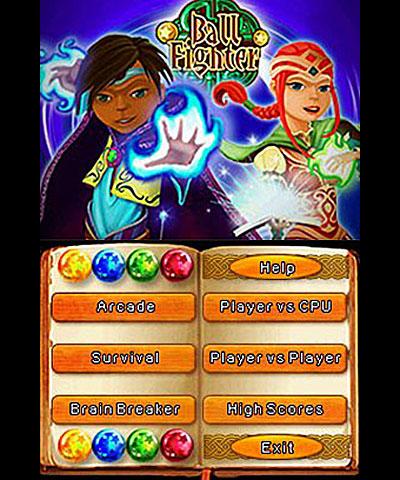 Ball
Fighter
Help
Arcade
Player vs CPU
Survival
Player vs Player
Brain Breaker
High Scores
Exit